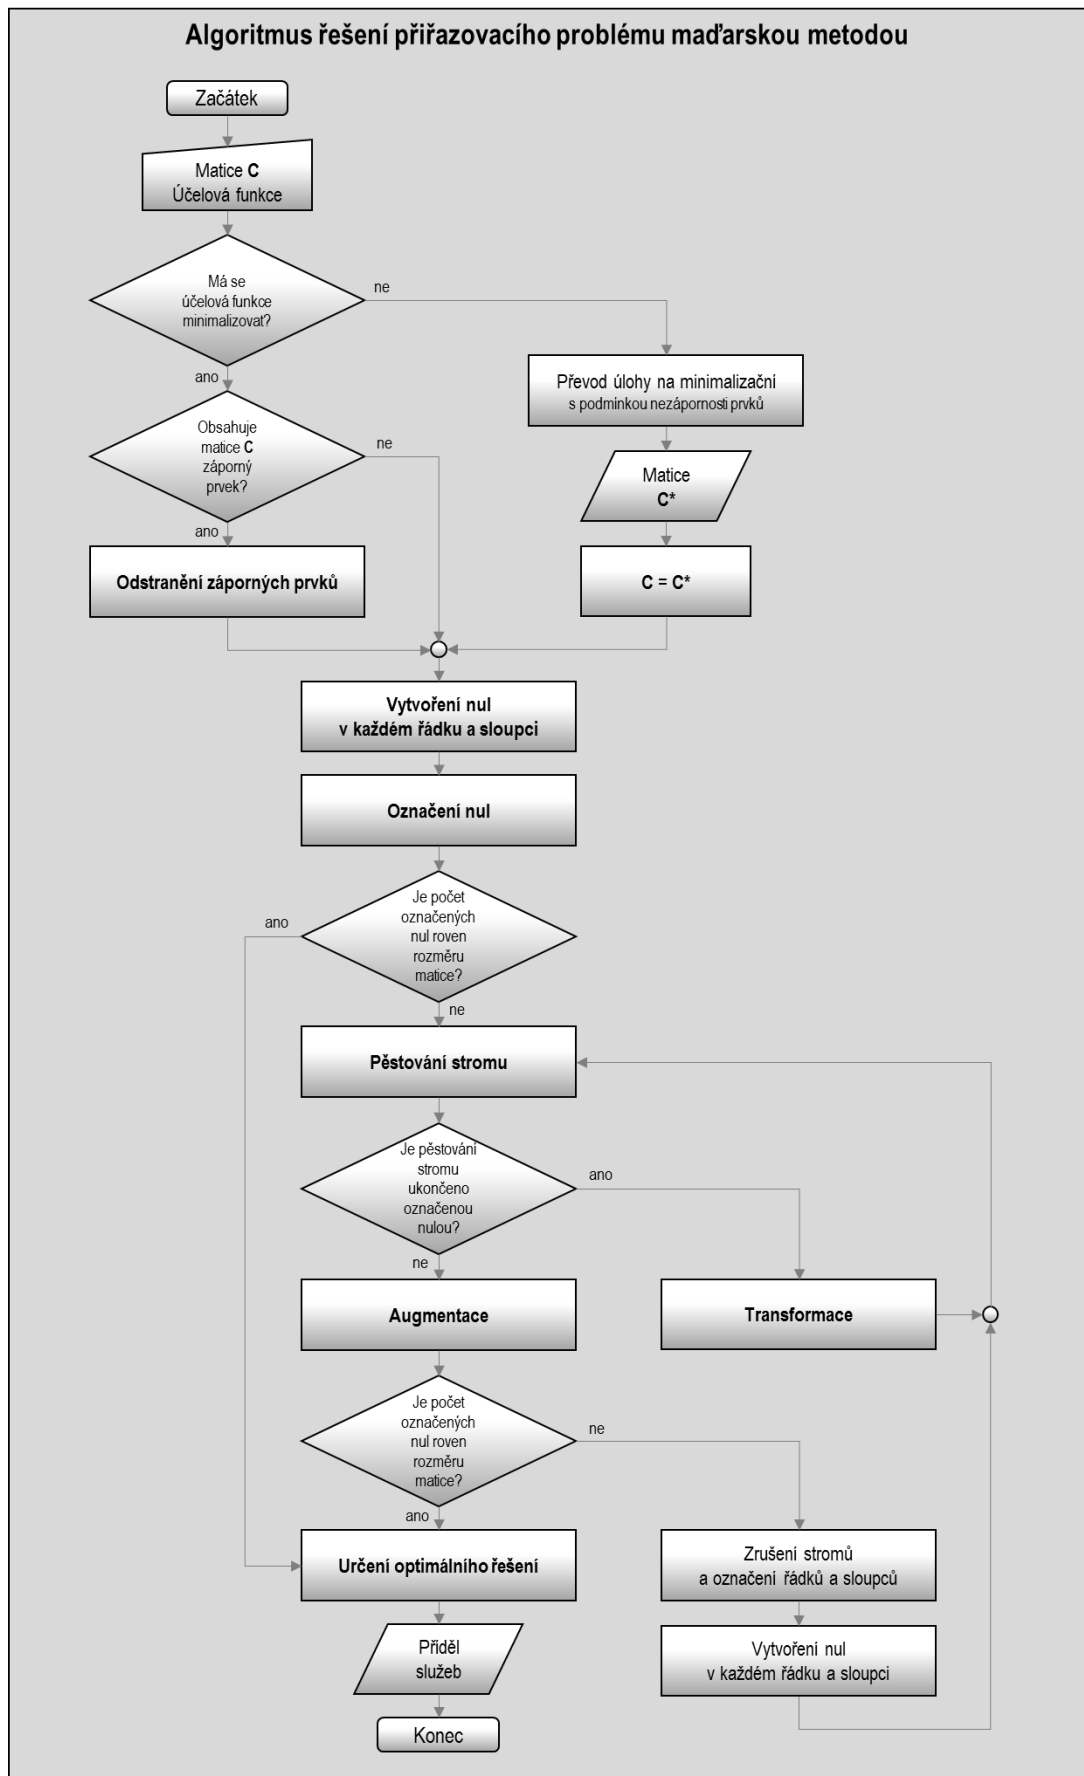 Algoritmus řešení přiřazovacího problému maďarskou metodou
Začátek
Matice C
Účelová funkce
Má se
účelová funkce
minimalizovat?
ne
ano
Převod úlohy na minimalizační
s podmínkou nezápornosti prvků
Obsahuje
matice C
záporný
prvek?
ne
ano
Matice
C*
Odstranění záporných prvků
C = C*
Vytvoření nul
v každém řádku a sloupci
Označení nul
Je počet
označených
nul roven
rozměru
matice?
ano
ne
Pěstování stromu
Je pěstování
stromu
ukončeno
označenou
nulou?
ano
ne
Augmentace
Transformace
Je počet
označených
nul roven
rozměru
matice?
ne
ano
Určení optimálního řešení
Zrušení stromů
a označení řádků a sloupců
Přiděl
služeb
Vytvoření nul
v každém řádku a sloupci
Konec